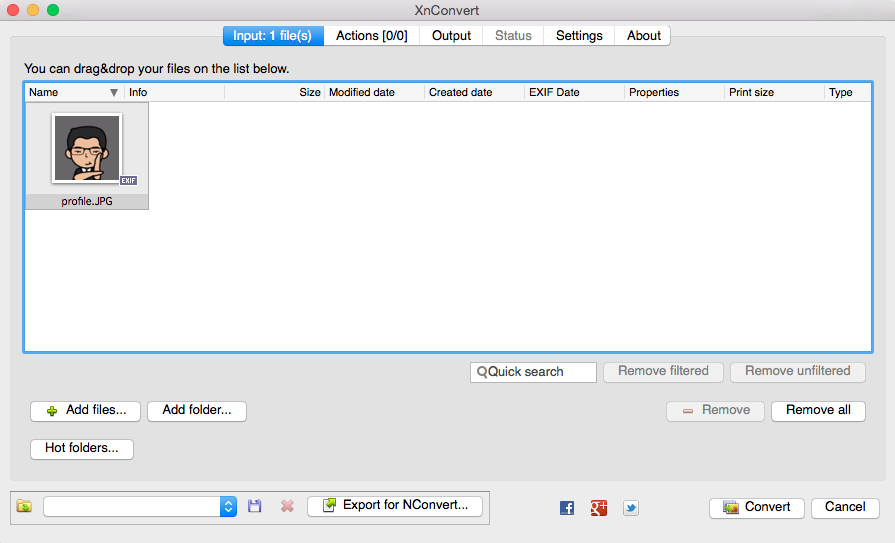 XnConvert
Input: 1 file(s) Actions [0/0] Output Status Settings About
You can drag&drop your files on the list below.
Name Info Size Modified date Created date EXIF Date Properties Print size Type
EXIF
profile.JPG
Quick search Remove filtered Remove unfiltered
Add files... Add folder... Remove Remove all
Hot folders...
Export for NConvert... f g+ Convert Cancel